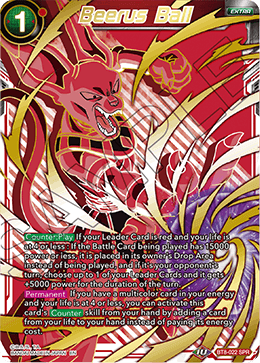 Beerus Ball
EXTRA
1
Counter:Play If your Leader Card is red and your life is
at 4 or less : If the Battle Card being played has 15000
power or less, it is placed in its owner's Drop Area
instead of being played, and if it's your opponent's
turn, choose up to 1 of your Leader Cards and it gets
+5000 power for the duration of the turn.
Permanent If you have a multicolor card in your energy
and your life is at 4 or less, you can activate this
card's Counter skill from your hand by adding a card
from your life to your hand instead of paying its energy
cost.
BT8-022 SPR